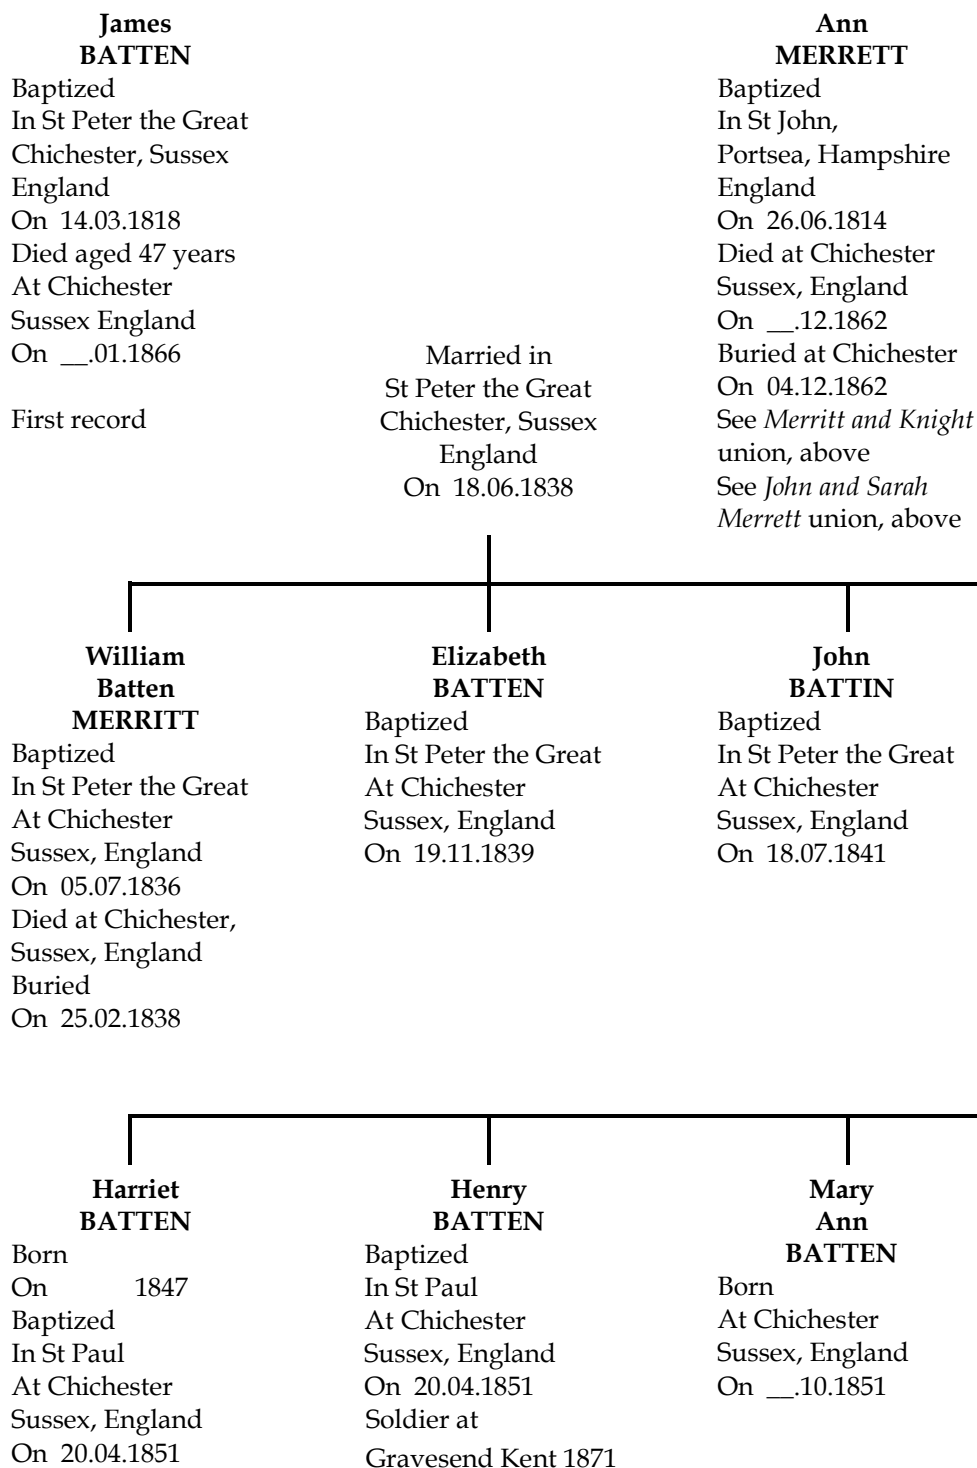 James
BATTEN
Baptized
In St Peter the Great
Chichester, Sussex
England
On 14.03.1818
Died aged 47 years
At Chichester
Sussex England
On __.01.1866
First record
Married in
St Peter the Great
Chichester, Sussex
England
On 18.06.1838
Ann
MERRETT
Baptized
In St John,
Portsea, Hampshire
England
On 26.06.1814
Died at Chichester
Sussex, England
On __.12.1862
Buried at Chichester
On 04.12.1862
See Merritt and Knight
union, above
See John and Sarah
Merrett union, above
William
Batten
MERRITT
Baptized
In St Peter the Great
At Chichester
Sussex, England
On 05.07.1836
Died at Chichester,
Sussex, England
Buried
On 25.02.1838
Elizabeth
BATTEN
Baptized
In St Peter the Great
At Chichester
Sussex, England
On 19.11.1839
John
BATTIN
Baptized
In St Peter the Great
At Chichester
Sussex, England
On 18.07.1841
Harriet
BATTEN
Born
On 1847
Baptized
In St Paul
At Chichester
Sussex, England
On 20.04.1851
Henry
BATTEN
Baptized
In St Paul
At Chichester
Sussex, England
On 20.04.1851
Soldier at
Gravesend Kent 1871
Mary
Ann
BATTEN
Born
At Chichester
Sussex, England
On __.10.1851